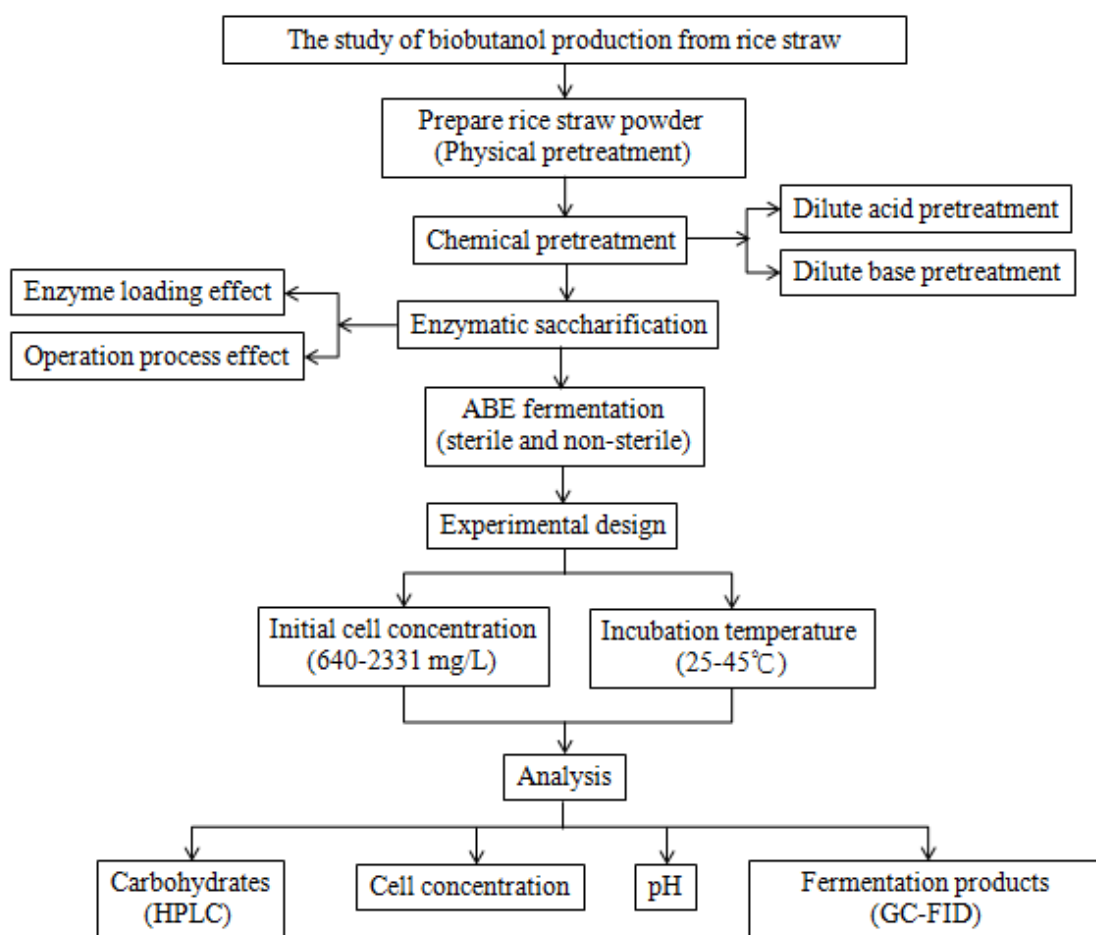 The study of biobutanol production from rice straw
Prepare rice straw powder
(Physical pretreatment)
Dilute acid pretreatment
Chemical pretreatment
Dilute base pretreatment
Enzyme loading effect
Enzymatic saccharification
Operation process effect
ABE fermentation
(sterile and non-sterile)
Experimental design
Initial cell concentration
(640-2331 mg/L)
Incubation temperature
(25-45℃)
Analysis
Carbohydrates
(HPLC)
Cell concentration
pH
Fermentation products
(GC-FID)